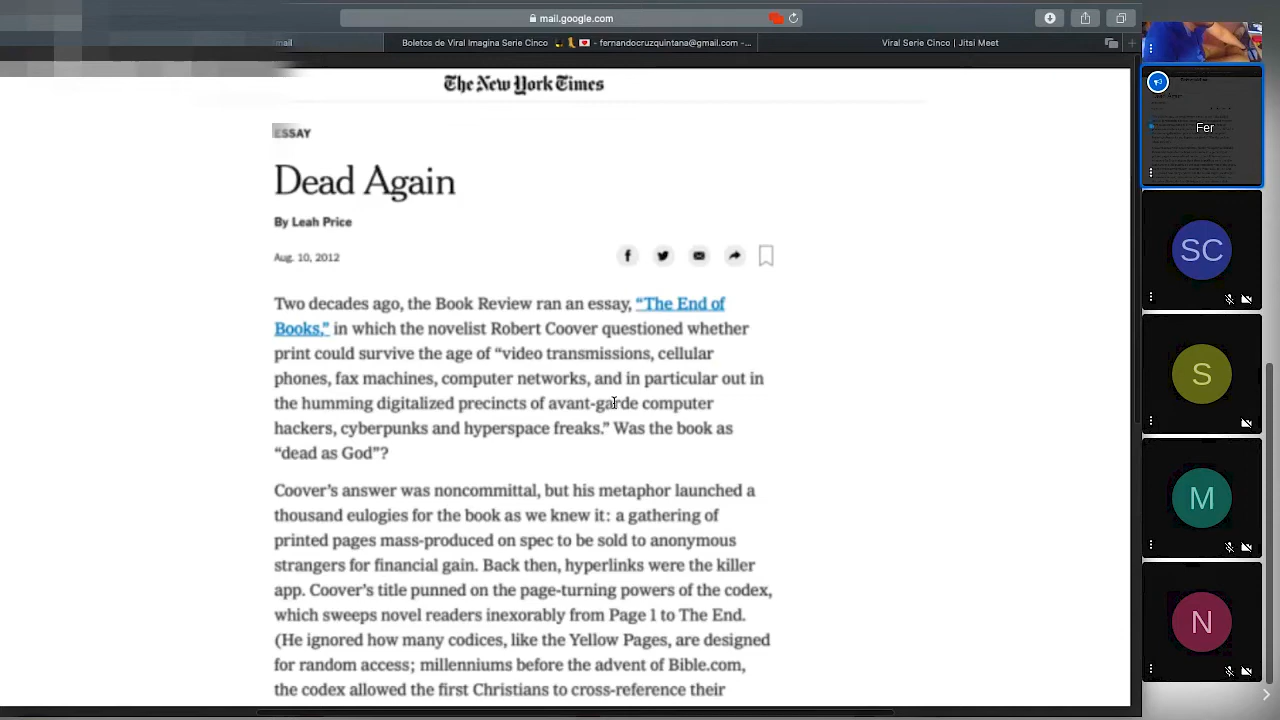 mail.google.com
mail
Boletos de Viral Imagina Serie Cinco
- fernandocruzquintana@gmail.com -...
Viral Serie Cinco | Jitsi Meet
The New York Times
ESSAY
Dead Again
By Leah Price
Aug. 10, 2012
Two decades ago, the Book Review ran an essay, “The End of
Books,” in which the novelist Robert Coover questioned whether
print could survive the age of “video transmissions, cellular
phones, fax machines, computer networks, and in particular out in
the humming digitalized precincts of avant-garde computer
hackers, cyberpunks and hyperspace freaks.” Was the book as
“dead as God”?
Coover’s answer was noncommittal, but his metaphor launched a
thousand eulogies for the book as we knew it: a gathering of
printed pages mass-produced on spec to be sold to anonymous
strangers for financial gain. Back then, hyperlinks were the killer
app. Coover’s title punned on the page-turning powers of the codex,
which sweeps novel readers inexorably from Page 1 to The End.
(He ignored how many codices, like the Yellow Pages, are designed
for random access; millenniums before the advent of Bible.com,
the codex allowed the first Christians to cross-reference their
Fer
SC
S
M
N